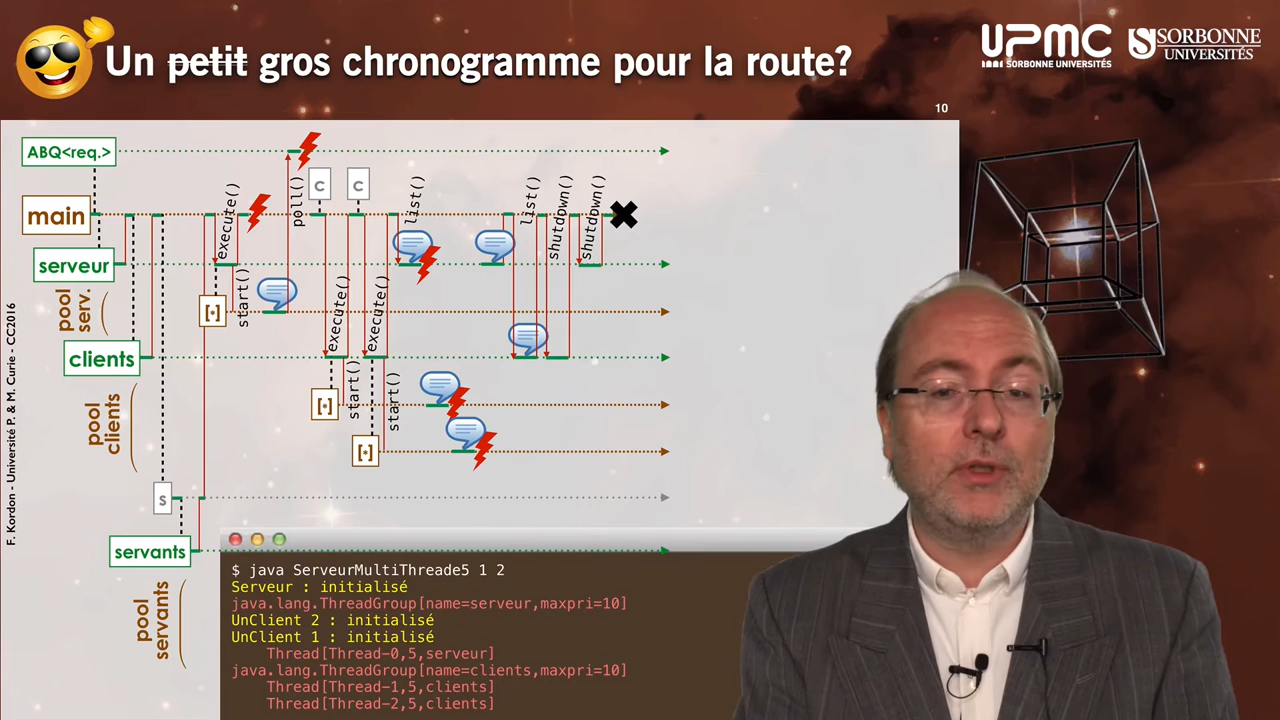 Un petit gros chronogramme pour la route?
UPMC
SORBONNE UNIVERSITÉS
SORBONNE
UNIVERSITÉS
10
ABQ<req.>
main
serveur
pool
serv.
clients
pool
clients
s
servants
pool
servants
execute()
start()
poll()
c
c
execute()
execute()
start()
start()
list()
list()
shutdown()
shutdown()
[*]
[*]
[*]
F. Kordon - Université P. & M. Curie - CC2016
$ java ServeurMultiThreade5 1 2
Serveur : initialisé
java.lang.ThreadGroup[name=serveur,maxpri=10]
UnClient 2 : initialisé
UnClient 1 : initialisé
Thread[Thread-0,5,serveur]
java.lang.ThreadGroup[name=clients,maxpri=10]
Thread[Thread-1,5,clients]
Thread[Thread-2,5,clients]